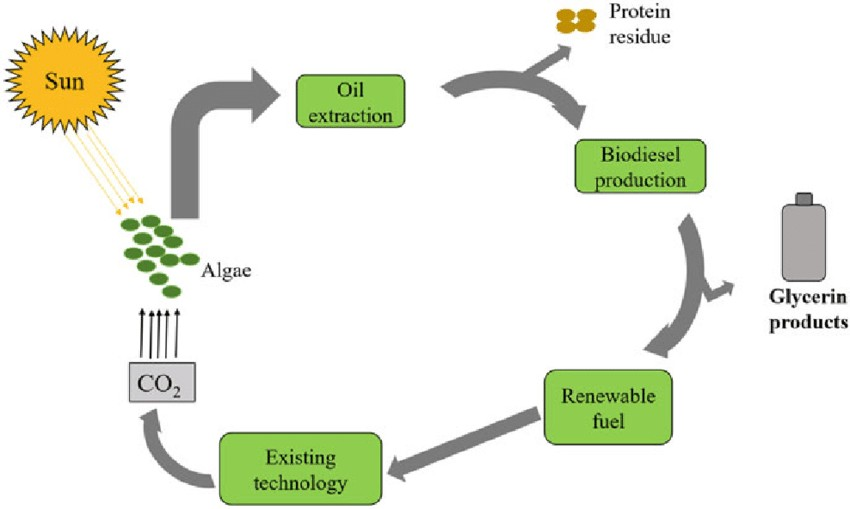 Sun
Oil
extraction
Protein
residue
Biodiesel
production
Glycerin
products
Renewable
fuel
Existing
technology
CO₂
Algae